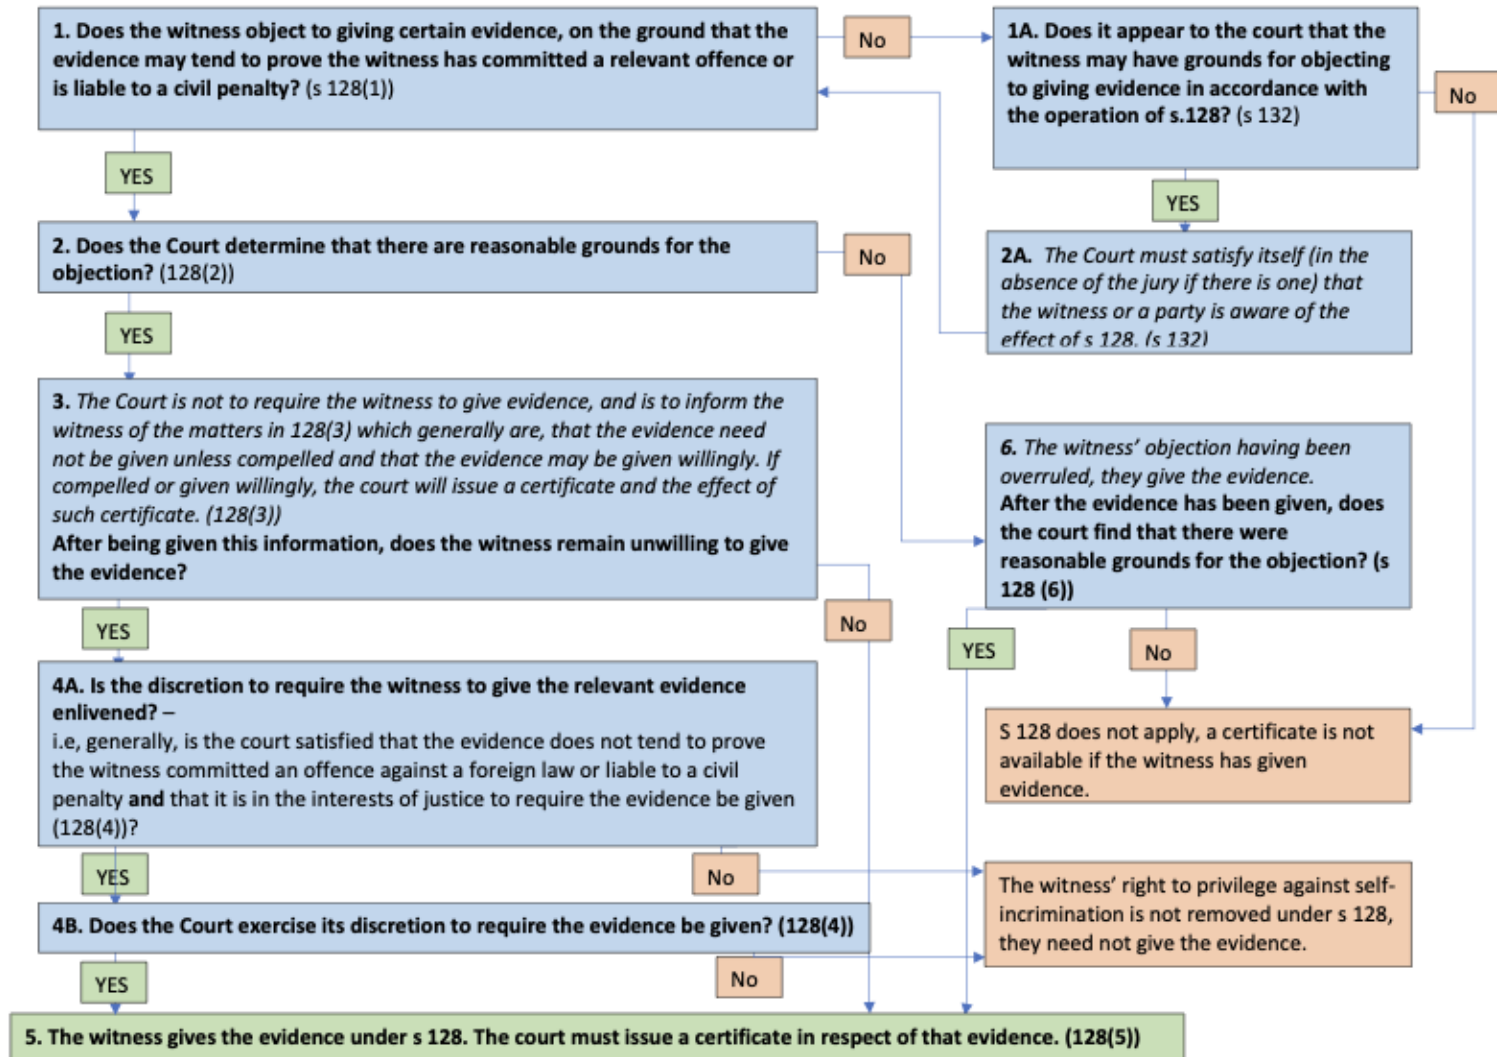 1. Does the witness object to giving certain evidence, on the ground that the
evidence may tend to prove the witness has committed a relevant offence or
is liable to a civil penalty? (s 128(1))
No
1A. Does it appear to the court that the
witness may have grounds for objecting
to giving evidence in accordance with
the operation of s.128? (s 132)
No
YES
YES
2. Does the Court determine that there are reasonable grounds for the
objection? (128(2))
No
2A. The Court must satisfy itself (in the
absence of the jury if there is one) that
the witness or a party is aware of the
effect of s 128. (s 132)
YES
3. The Court is not to require the witness to give evidence, and is to inform the
witness of the matters in 128(3) which generally are, that the evidence need
not be given unless compelled and that the evidence may be given willingly. If
compelled or given willingly, the court will issue a certificate and the effect of
such certificate. (128(3))
After being given this information, does the witness remain unwilling to give
the evidence?
6. The witness' objection having been
overruled, they give the evidence.
After the evidence has been given, does
the court find that there were
reasonable grounds for the objection? (s
128 (6))
YES
No
YES
No
4A. Is the discretion to require the witness to give the relevant evidence
enlivened? –
i.e, generally, is the court satisfied that the evidence does not tend to prove
the witness committed an offence against a foreign law or liable to a civil
penalty and that it is in the interests of justice to require the evidence be given
(128(4))?
S 128 does not apply, a certificate is not
available if the witness has given
evidence.
YES
No
The witness' right to privilege against self-
incrimination is not removed under s 128,
they need not give the evidence.
4B. Does the Court exercise its discretion to require the evidence be given? (128(4))
YES
No
5. The witness gives the evidence under s 128. The court must issue a certificate in respect of that evidence. (128(5))